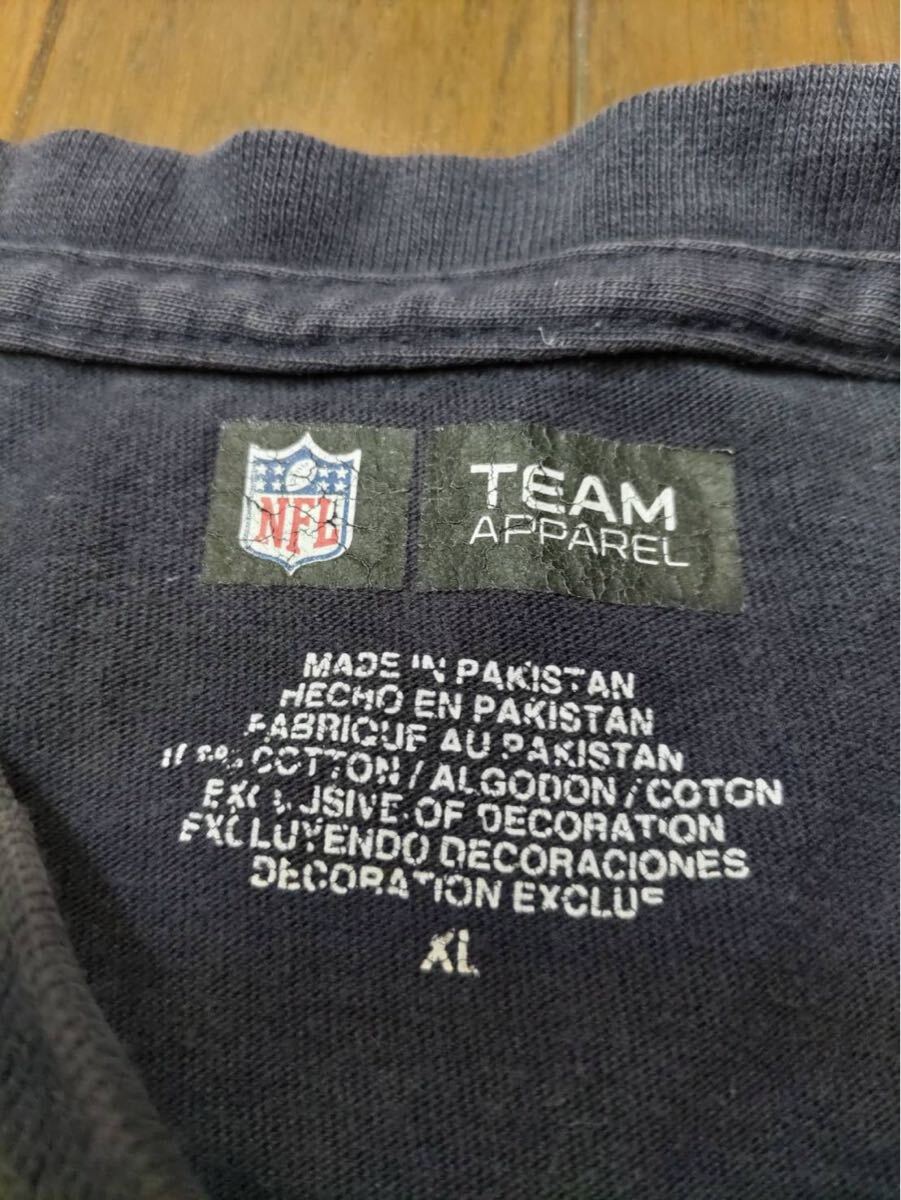 NFL
TEAM
APPAREL
MADE IN PAKISTAN
HECHO EN PAKISTAN
FABRIQUE AU PAKISTAN
COTTON / ALGODON / COTON
EXCLUSIVE OF DECORATION
EXCLUYENDO DECORACIONES
DECORATION EXCLUE
XL